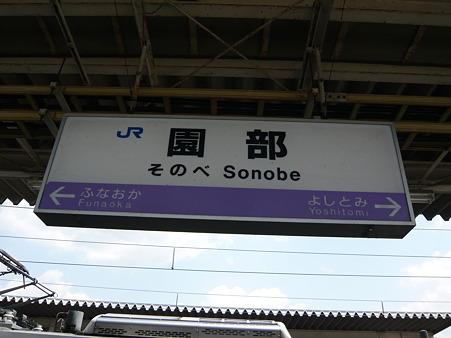 JR
園部
そのべ Sonobe
← ふなおか よしとみ →
Funaoka Yoshitomi